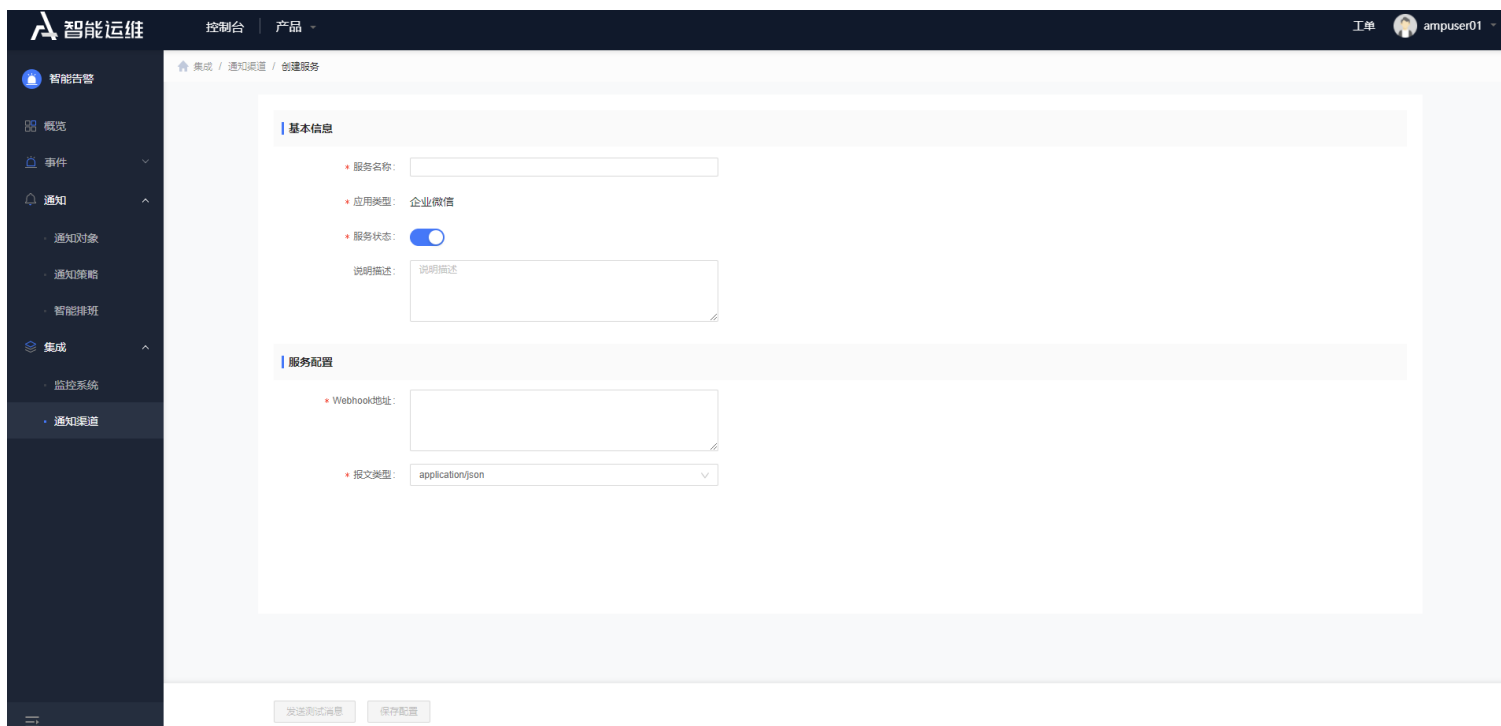 智能运维 控制台 产品 工单 ampuser01
智能告警
概览
事件
通知
通知对象
通知策略
智能排班
集成
监控系统
通知渠道
集成 / 通知渠道 / 创建服务
基本信息
* 服务名称:
* 应用类型: 企业微信
* 服务状态:
说明描述: 说明描述
服务配置
* Webhook地址:
* 报文类型: application/json
发送测试消息 保存配置